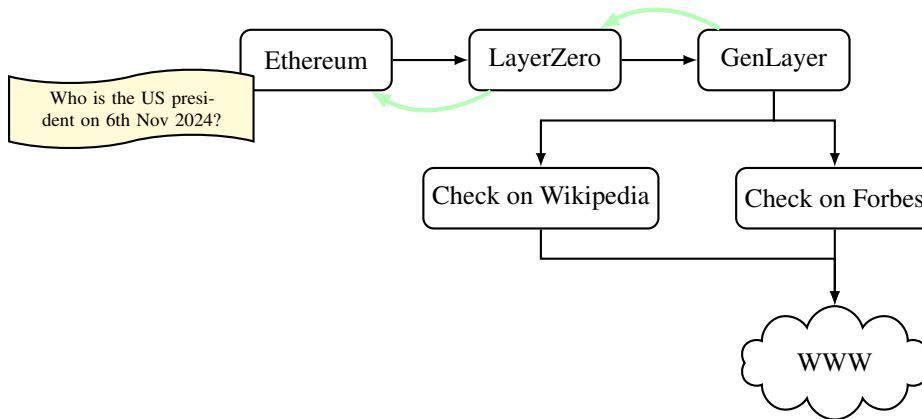 Ethereum
LayerZero
GenLayer
Who is the US presi-
dent on 6th Nov 2024?
Check on Wikipedia
Check on Forbes
WWW